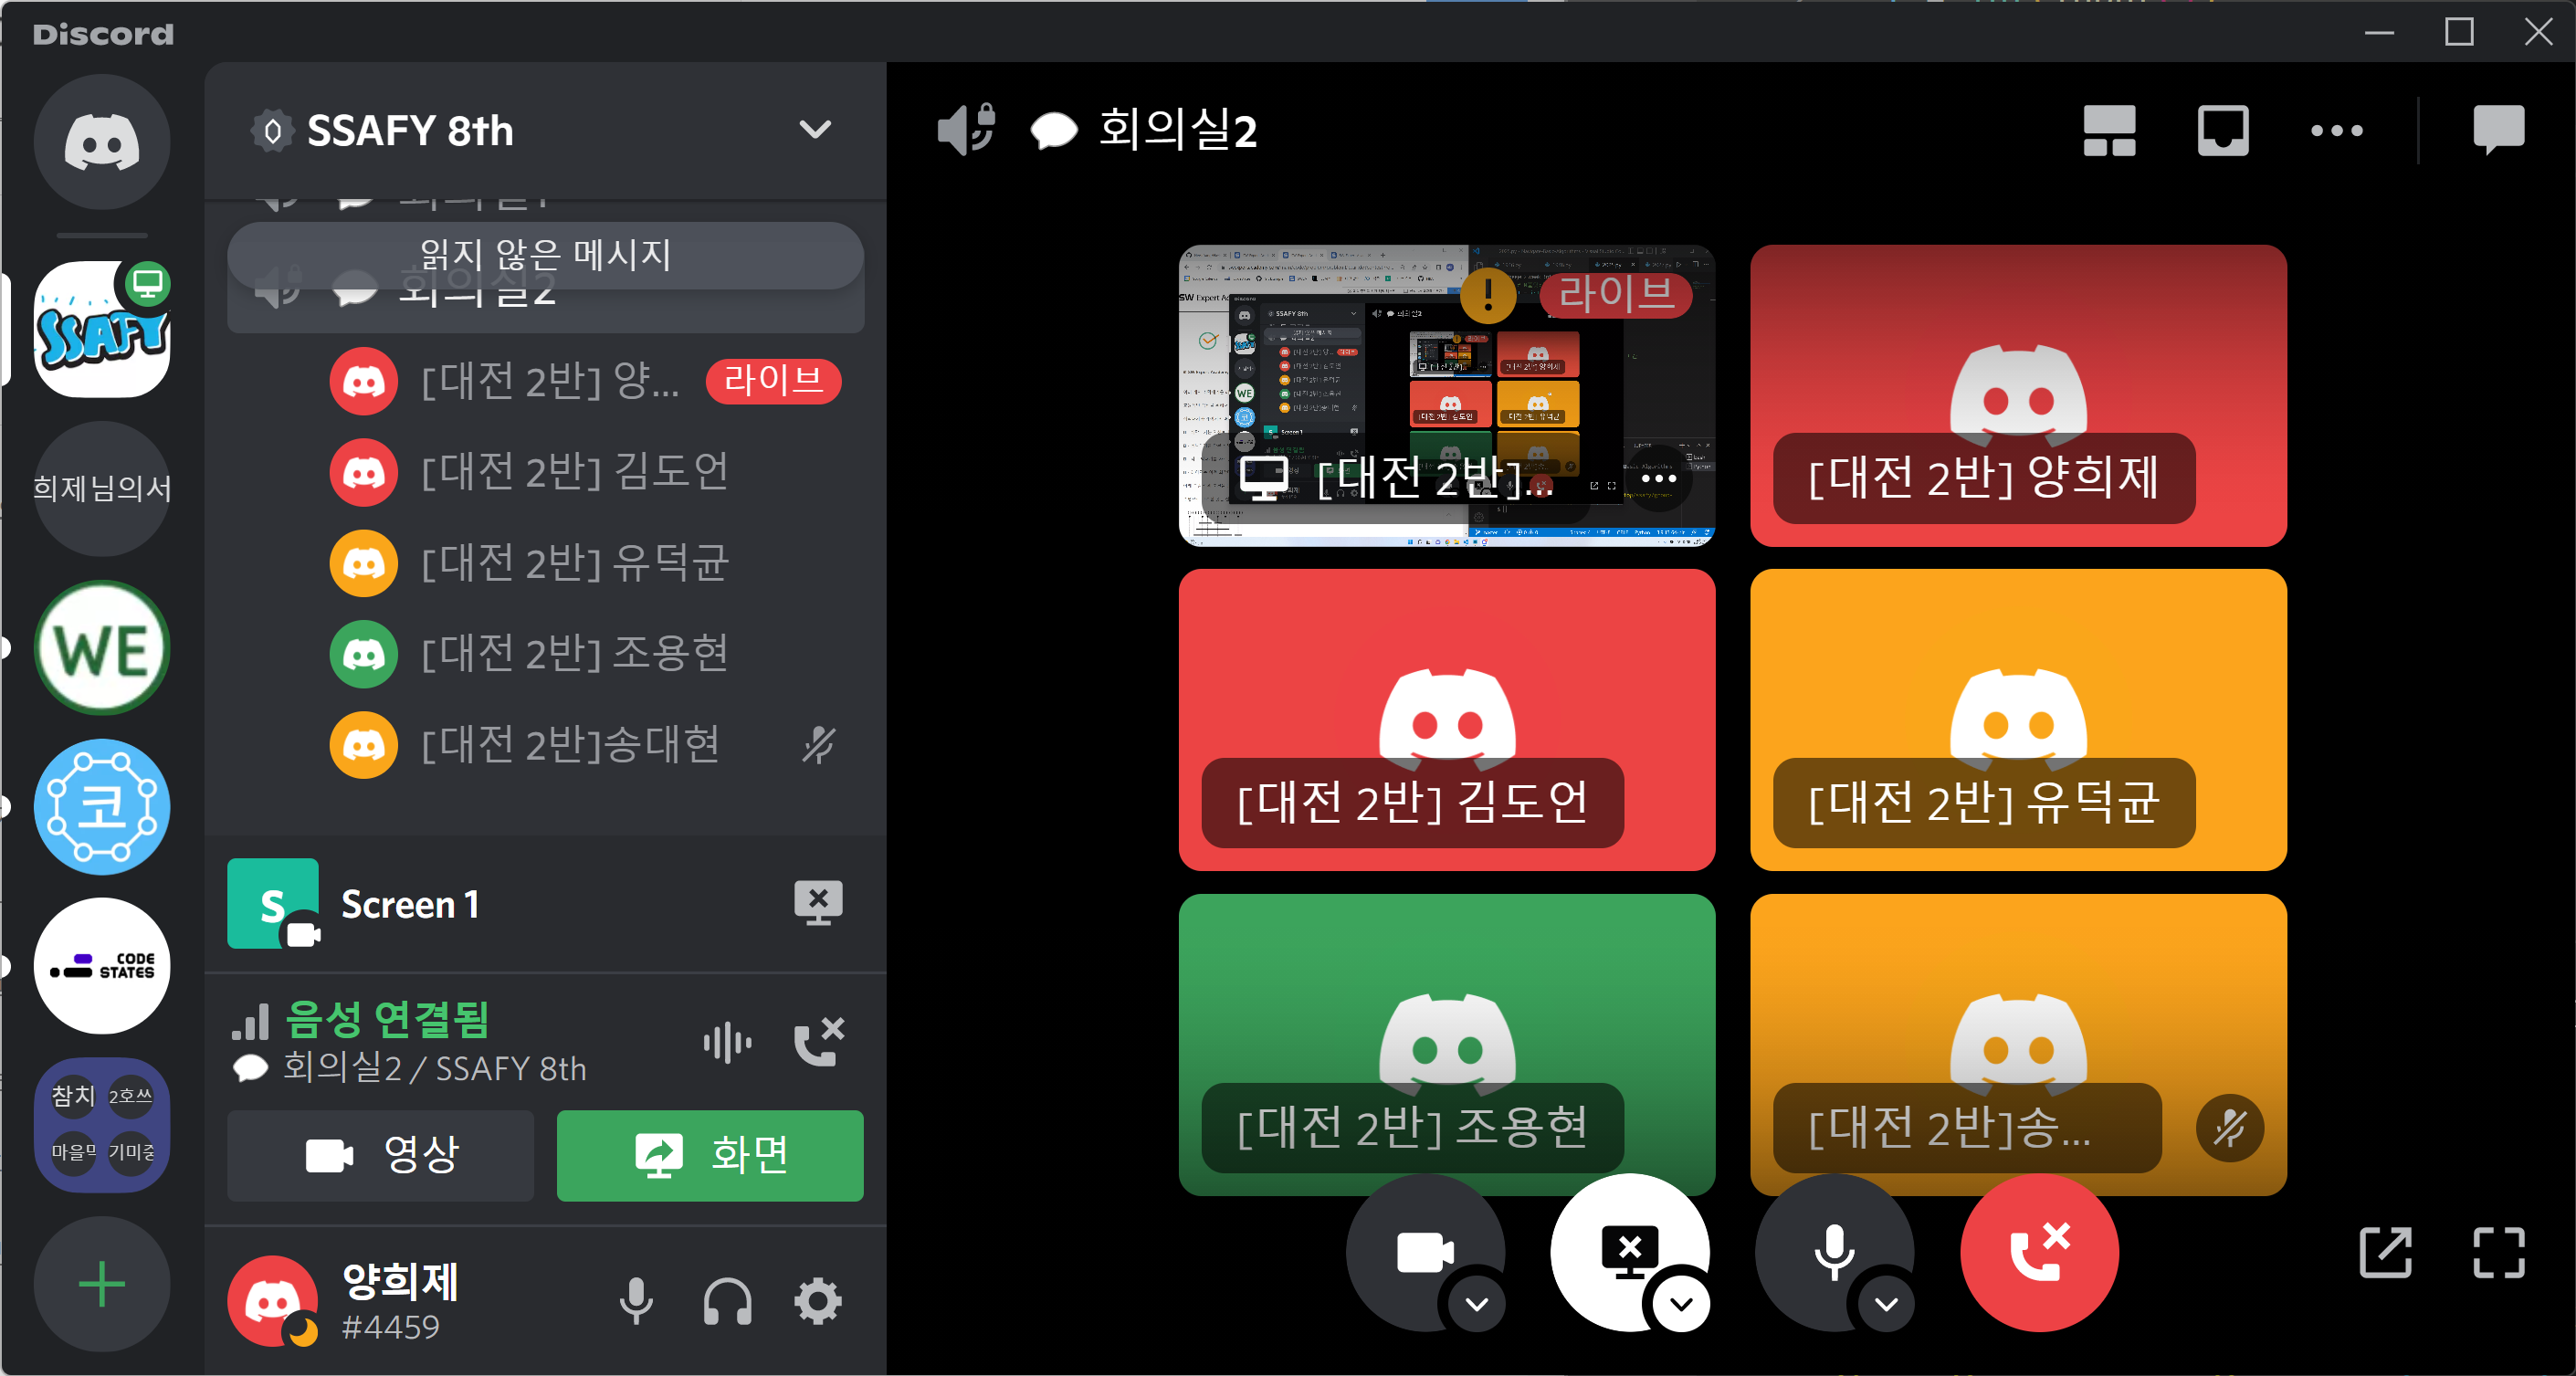 Discord
SSAFY 8th
읽지 않은 메시지
회의실2
[대전 2반] 양... 라이브
[대전 2반] 김도언
[대전 2반] 유덕균
[대전 2반] 조용현
[대전 2반]송대현
S Screen 1
음성 연결됨
회의실2 / SSAFY 8th
영상
화면
양희제
#4459
SSAFY
희제님의서
WE
코
CODE
STATES
참치 2호쓰
마을 기미중
회의실2
라이브
[대전 2반]...
[대전 2반] 양희제
[대전 2반] 김도언
[대전 2반] 유덕균
[대전 2반] 조용현
[대전 2반]송...
SSAFY 8th
Screen 1